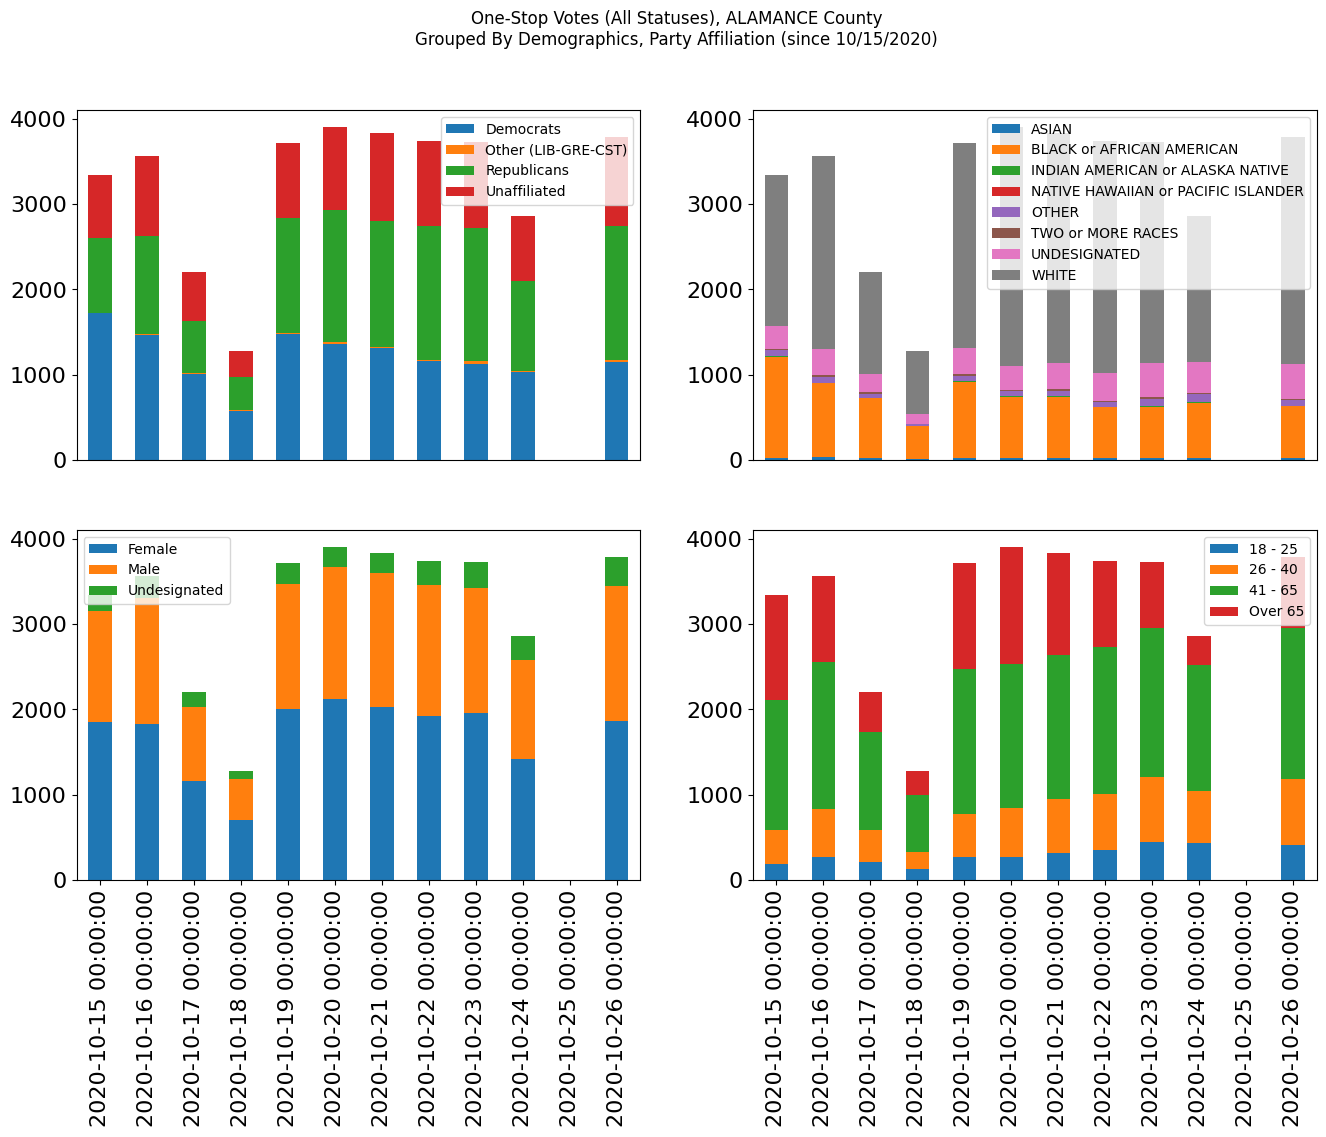 One-Stop Votes (All Statuses), ALAMANCE County
Grouped By Demographics, Party Affiliation (since 10/15/2020)
4000
3000
2000
1000
0
Democrats
Other (LIB-GRE-CST)
Republicans
Unaffiliated
4000
3000
2000
1000
0
ASIAN
BLACK or AFRICAN AMERICAN
INDIAN AMERICAN or ALASKA NATIVE
NATIVE HAWAIIAN or PACIFIC ISLANDER
OTHER
TWO or MORE RACES
UNDESIGNATED
WHITE
4000
3000
2000
1000
0
Female
Male
Undesignated
2020-10-15 00:00:00
2020-10-16 00:00:00
2020-10-17 00:00:00
2020-10-18 00:00:00
2020-10-19 00:00:00
2020-10-20 00:00:00
2020-10-21 00:00:00
2020-10-22 00:00:00
2020-10-23 00:00:00
2020-10-24 00:00:00
2020-10-25 00:00:00
2020-10-26 00:00:00
4000
3000
2000
1000
0
18 - 25
26 - 40
41 - 65
Over 65
2020-10-15 00:00:00
2020-10-16 00:00:00
2020-10-17 00:00:00
2020-10-18 00:00:00
2020-10-19 00:00:00
2020-10-20 00:00:00
2020-10-21 00:00:00
2020-10-22 00:00:00
2020-10-23 00:00:00
2020-10-24 00:00:00
2020-10-25 00:00:00
2020-10-26 00:00:00